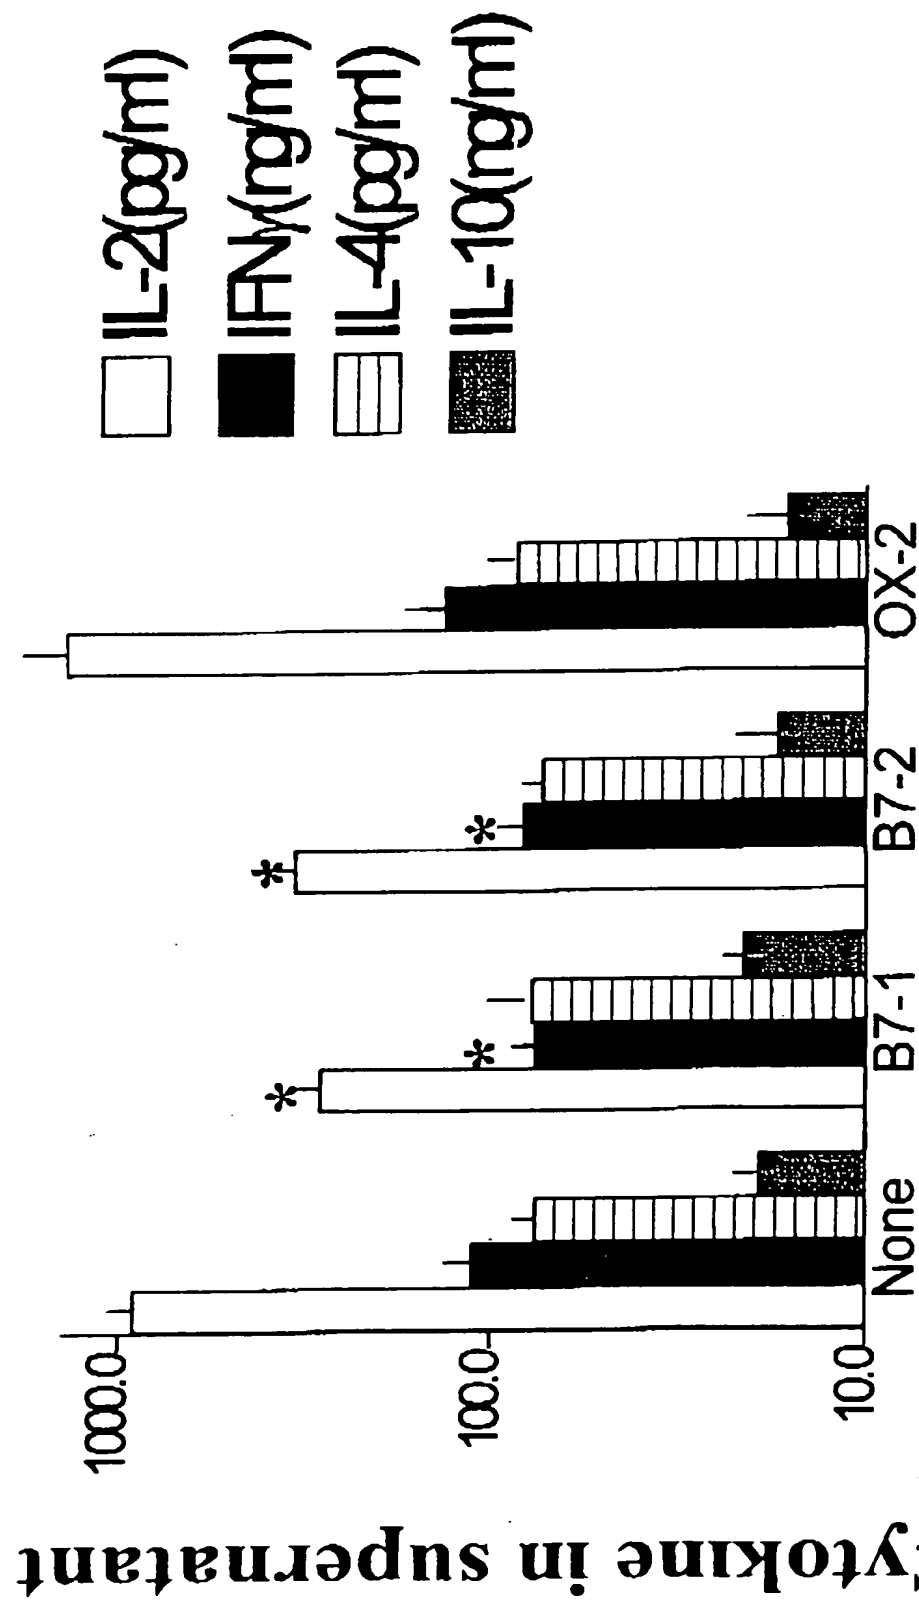 ytokine in supernatant
1000.0
100.0
10.0
None
B7-1
B7-2
OX-2
*
*
*
*
IL-2(pg/ml)
IFNγ(ng/ml)
IL-4(pg/ml)
IL-10(ng/ml)